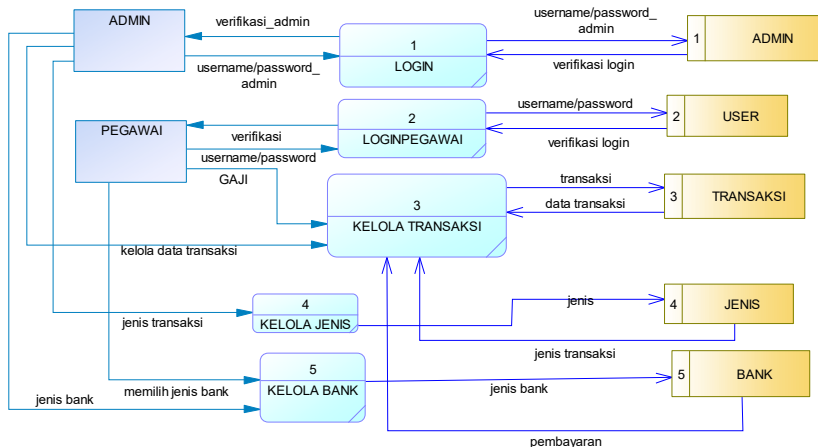 ADMIN
verifikasi_admin
username/password_
admin
1
LOGIN
username/password_
admin
verifikasi login
1
ADMIN
PEGAWAI
verifikasi
username/password
GAJI
2
LOGINPEGAWAI
username/password
verifikasi login
2
USER
3
KELOLA TRANSAKSI
transaksi
data transaksi
3
TRANSAKSI
kelola data transaksi
jenis transaksi
4
KELOLA JENIS
jenis
4
JENIS
jenis transaksi
jenis bank
memilih jenis bank
5
KELOLA BANK
jenis bank
5
BANK
pembayaran